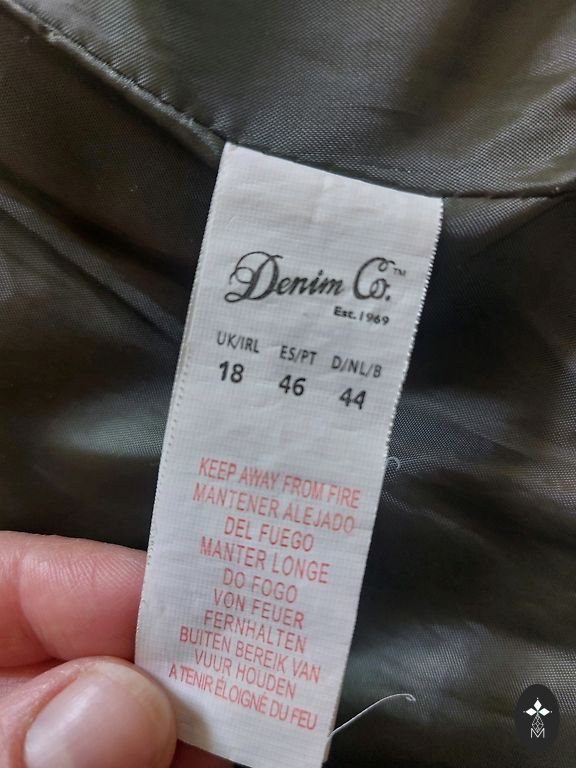 Denim Co.™
Est. 1969
UK/IRL ES/PT D/NL/B
18 46 44
KEEP AWAY FROM FIRE
MANTENER ALEJADO
DEL FUEGO
MANTER LONGE
DO FOGO
VON FEUER
FERNHALTEN
BUITEN BEREIK VAN
VUUR HOUDEN
A TENIR ÉLOIGNÉ DU FEU
M